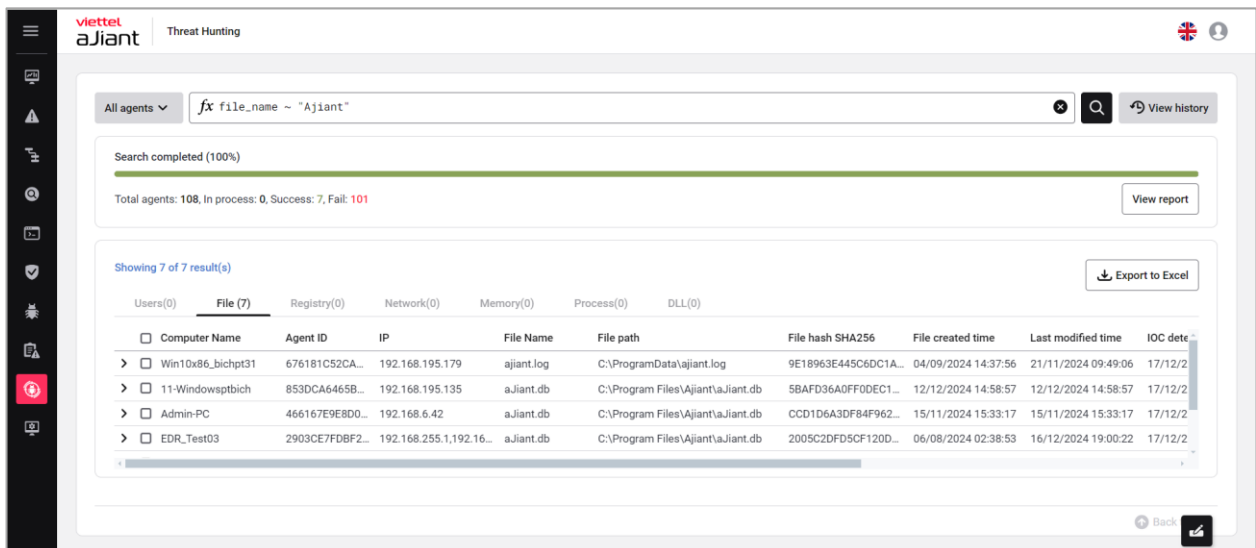 viettel
aJiant
Threat Hunting
All agents
fx file_name ~ "Ajiant"
View history
Search completed (100%)
Total agents: 108, In process: 0, Success: 7, Fail: 101
View report
Showing 7 of 7 result(s)
Export to Excel
Users(0) File (7) Registry(0) Network(0) Memory(0) Process(0) DLL(0)
Computer Name Agent ID IP File Name File path File hash SHA256 File created time Last modified time IOC dete
Win10x86_bichpt31 676181C52CA... 192.168.195.179 ajiant.log C:\ProgramData\ajiant.log 9E18963E445C6DC1A... 04/09/2024 14:37:56 21/11/2024 09:49:06 17/12/2
11-Windowsptbich 853DCA6465B... 192.168.195.135 aJiant.db C:\Program Files\Ajiant\aJiant.db 5BAFD36A0FF0DEC1... 12/12/2024 14:58:57 12/12/2024 14:58:57 17/12/2
Admin-PC 466167E9E8D0... 192.168.6.42 aJiant.db C:\Program Files\Ajiant\aJiant.db CCD1D6A3DF84F962... 15/11/2024 15:33:17 15/11/2024 15:33:17 17/12/2
EDR_Test03 2903CE7FDBF2... 192.168.255.1,192.16... aJiant.db C:\Program Files\Ajiant\aJiant.db 2005C2DFD5CF120D... 06/08/2024 02:38:53 16/12/2024 19:00:22 17/12/2
Back